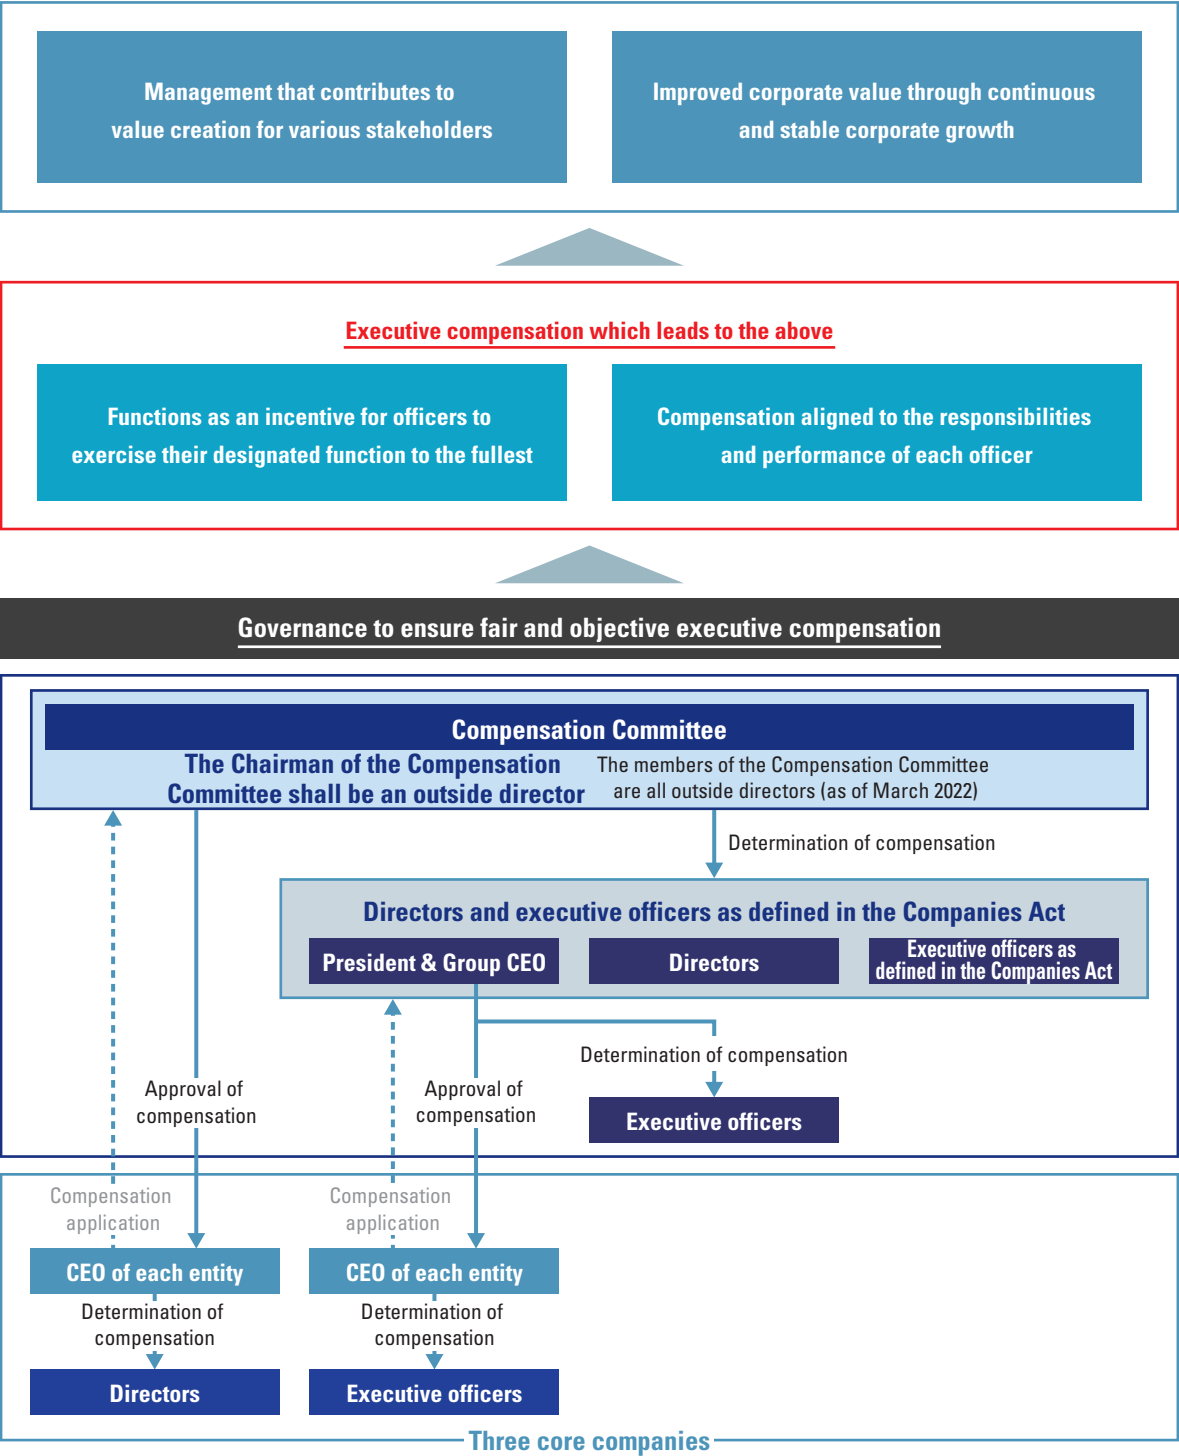 Management that contributes to
value creation for various stakeholders
Improved corporate value through continuous
and stable corporate growth
Executive compensation which leads to the above
Functions as an incentive for officers to
exercise their designated function to the fullest
Compensation aligned to the responsibilities
and performance of each officer
Governance to ensure fair and objective executive compensation
Compensation Committee
The Chairman of the Compensation
Committee shall be an outside director
The members of the Compensation Committee
are all outside directors (as of March 2022)
Determination of compensation
Directors and executive officers as defined in the Companies Act
President & Group CEO
Directors
Executive officers as
defined in the Companies Act
Determination of compensation
Approval of
compensation
Approval of
compensation
Executive officers
Compensation
application
Compensation
application
CEO of each entity
CEO of each entity
Determination of
compensation
Determination of
compensation
Directors
Executive officers
Three core companies